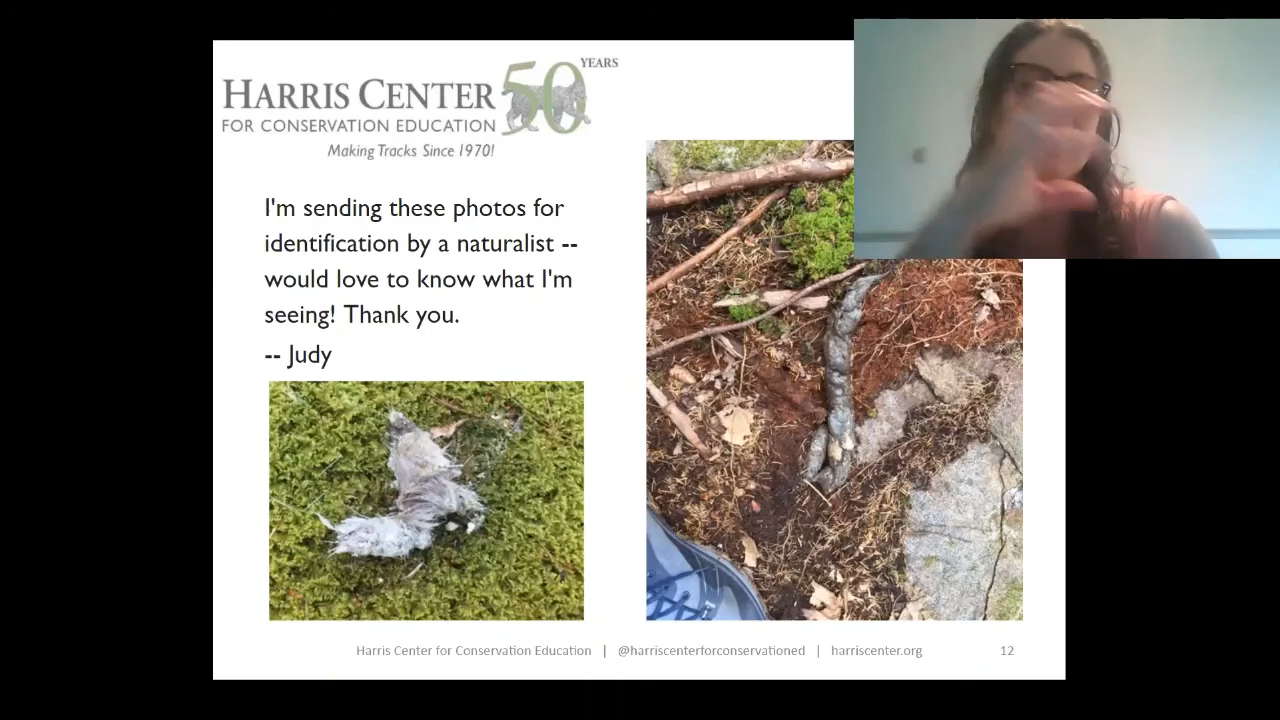 HARRIS CENTER 50 YEARS
FOR CONSERVATION EDUCATION
Making Tracks Since 1970!
I'm sending these photos for
identification by a naturalist --
would love to know what I'm
seeing! Thank you.
-- Judy
Harris Center for Conservation Education | @harriscenterforconservationed | harriscenter.org 12